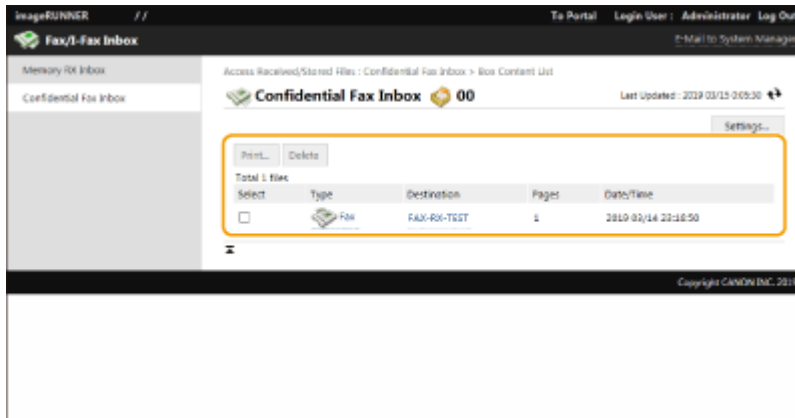 imageRUNNER // To Portal Login User : Administrator Log Out
Fax/I-Fax Inbox E-Mail to System Manager
Memory RX Inbox
Confidential Fax Inbox
Access Received/Stored Files : Confidential Fax Inbox > Box Content List
Confidential Fax Inbox 00 Last Updated : 2019 03/15 0:05:30
Settings...
Print... Delete
Total 1 files
Select Type Destination Pages Date/Time
Fax FAX-RX-TEST 1 2019 03/14 23:18:50
Copyright CANON INC. 2019